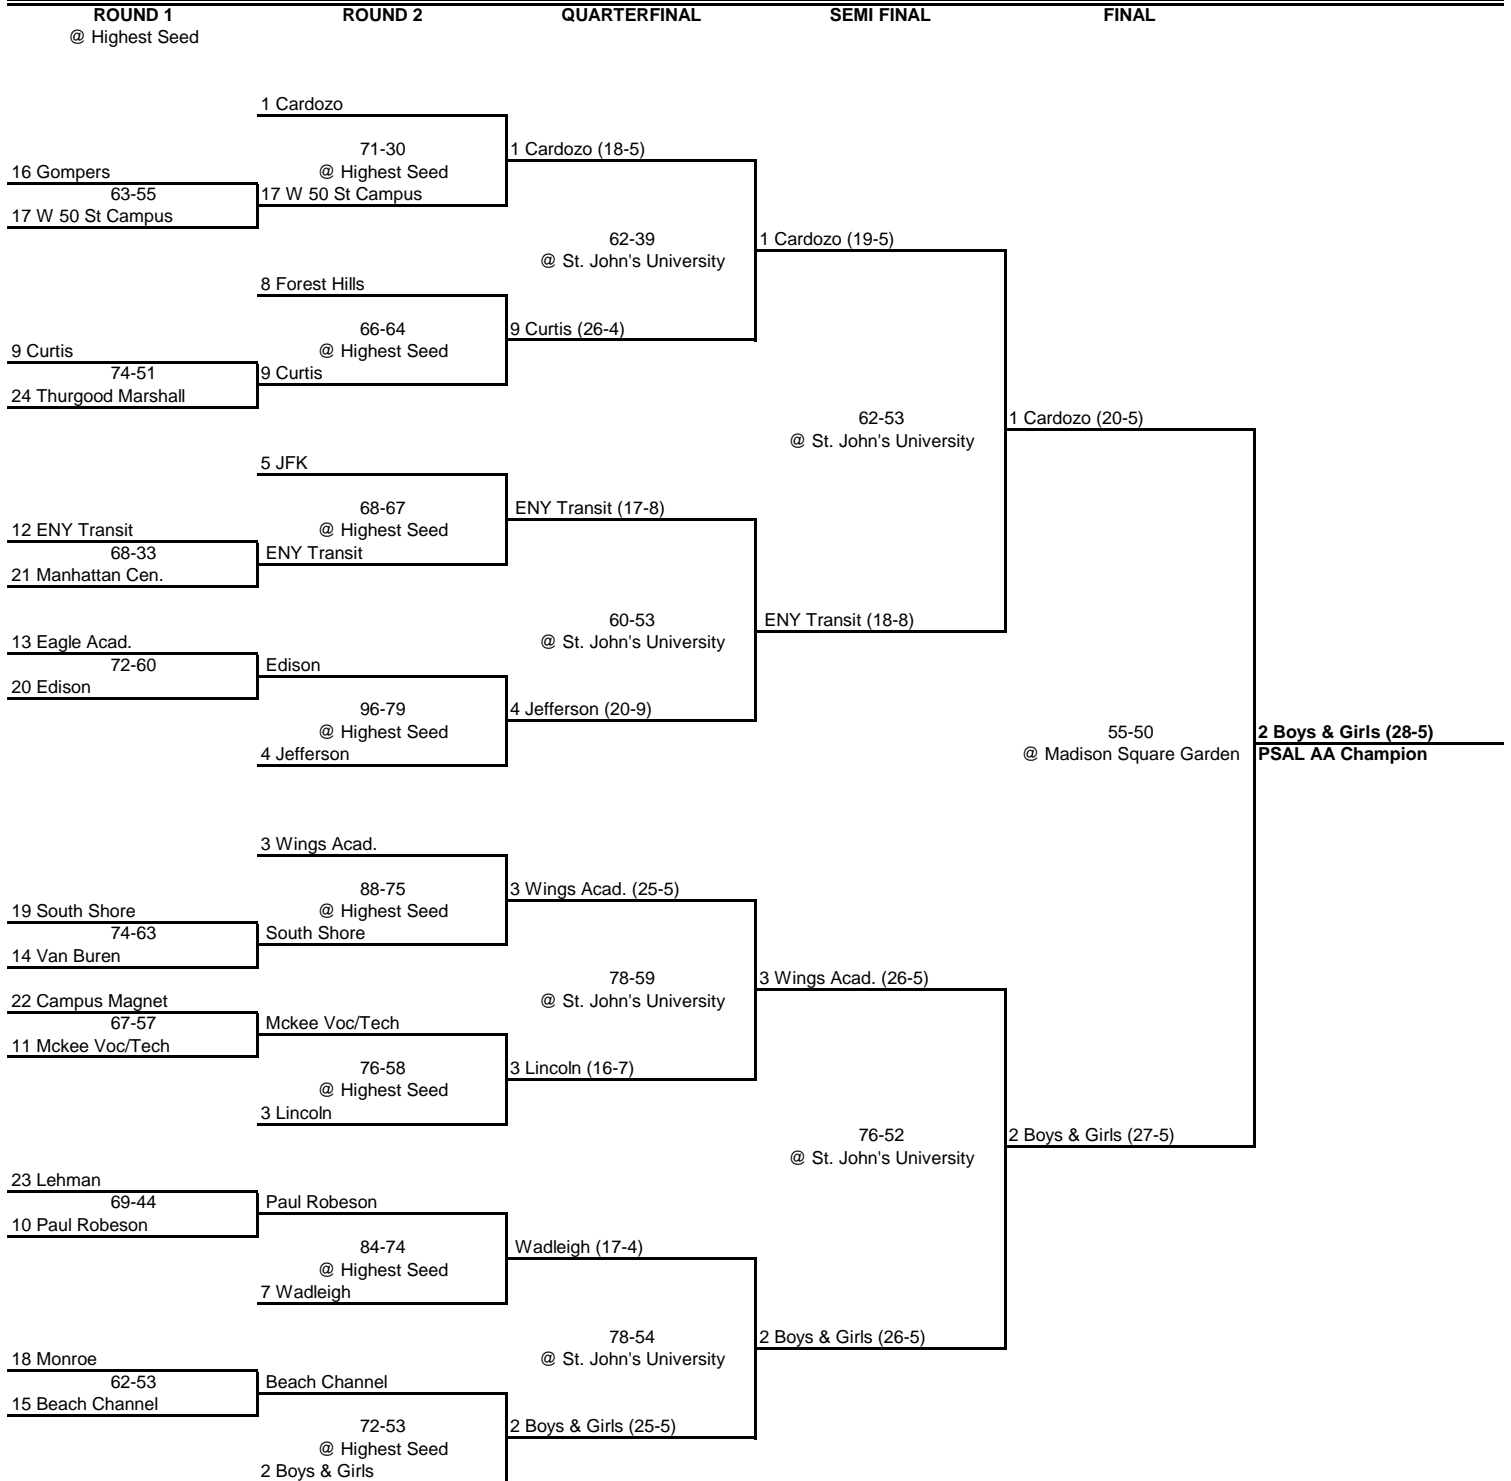 ROUND 1 ROUND 2 QUARTERFINAL SEMI FINAL FINAL
@ Highest Seed
1 Cardozo
71-30 1 Cardozo (18-5)
16 Gompers @ Highest Seed
63-55 17 W 50 St Campus
17 W 50 St Campus
62-39 1 Cardozo (19-5)
@ St. John's University
8 Forest Hills
66-64 9 Curtis (26-4)
9 Curtis @ Highest Seed
74-51 9 Curtis
24 Thurgood Marshall
62-53 1 Cardozo (20-5)
@ St. John's University
5 JFK
68-67 ENY Transit (17-8)
12 ENY Transit @ Highest Seed
68-33 ENY Transit
21 Manhattan Cen.
60-53 ENY Transit (18-8)
13 Eagle Acad. @ St. John's University
72-60 Edison
20 Edison
96-79 4 Jefferson (20-9)
@ Highest Seed 55-50 2 Boys & Girls (28-5)
4 Jefferson @ Madison Square Garden PSAL AA Champion
3 Wings Acad.
88-75 3 Wings Acad. (25-5)
19 South Shore @ Highest Seed
74-63 South Shore
14 Van Buren
78-59 3 Wings Acad. (26-5)
22 Campus Magnet @ St. John's University
67-57 Mckee Voc/Tech
11 Mckee Voc/Tech
76-58 3 Lincoln (16-7)
@ Highest Seed
3 Lincoln
76-52 2 Boys & Girls (27-5)
@ St. John's University
23 Lehman
69-44 Paul Robeson
10 Paul Robeson
84-74 Wadleigh (17-4)
@ Highest Seed
7 Wadleigh
78-54 2 Boys & Girls (26-5)
18 Monroe @ St. John's University
62-53 Beach Channel
15 Beach Channel
72-53 2 Boys & Girls (25-5)
@ Highest Seed
2 Boys & Girls